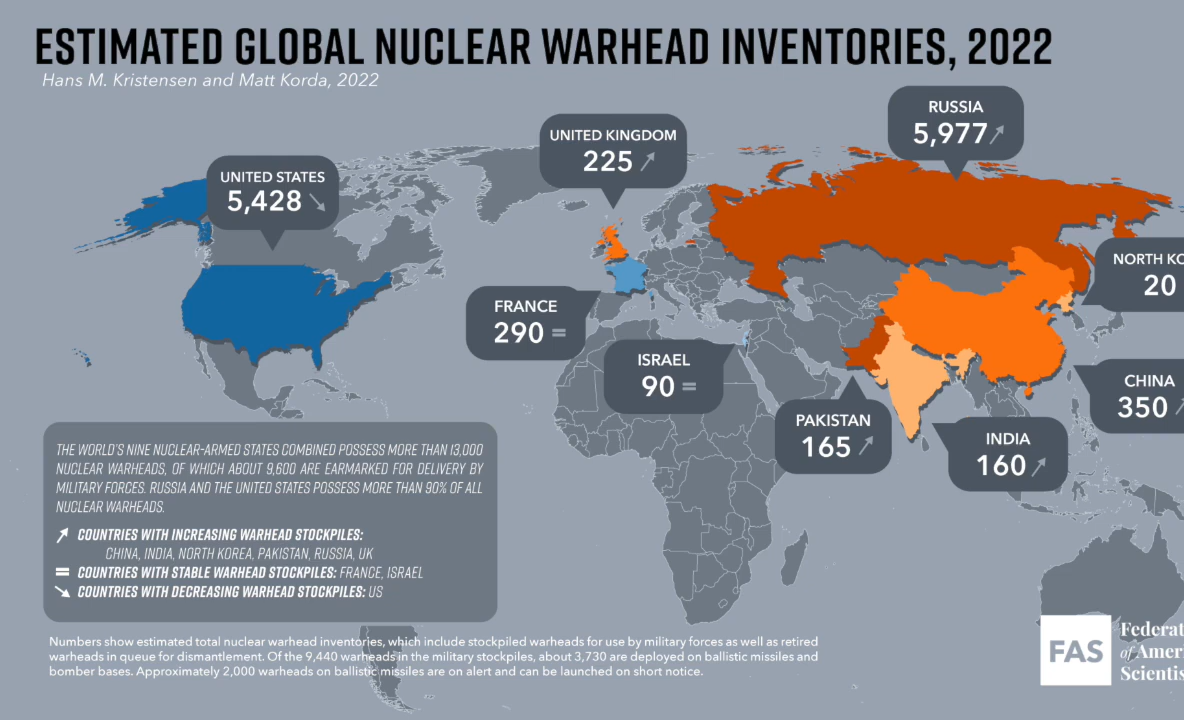 ESTIMATED GLOBAL NUCLEAR WARHEAD INVENTORIES, 2022
Hans M. Kristensen and Matt Korda, 2022
RUSSIA
5,977
UNITED KINGDOM
225
UNITED STATES
5,428
NORTH KO
20
FRANCE
290 =
ISRAEL
90 =
CHINA
350
PAKISTAN
165
INDIA
160
THE WORLD'S NINE NUCLEAR-ARMED STATES COMBINED POSSESS MORE THAN 13,000
NUCLEAR WARHEADS, OF WHICH ABOUT 9,600 ARE EARMARKED FOR DELIVERY BY
MILITARY FORCES. RUSSIA AND THE UNITED STATES POSSESS MORE THAN 90% OF ALL
NUCLEAR WARHEADS.
COUNTRIES WITH INCREASING WARHEAD STOCKPILES:
CHINA, INDIA, NORTH KOREA, PAKISTAN, RUSSIA, UK
= COUNTRIES WITH STABLE WARHEAD STOCKPILES: FRANCE, ISRAEL
COUNTRIES WITH DECREASING WARHEAD STOCKPILES: US
Numbers show estimated total nuclear warhead inventories, which include stockpiled warheads for use by military forces as well as retired
warheads in queue for dismantlement. Of the 9,440 warheads in the military stockpiles, about 3,730 are deployed on ballistic missiles and
bomber bases. Approximately 2,000 warheads on ballistic missiles are on alert and can be launched on short notice.
FAS
Federat
of Ameri
Scientis